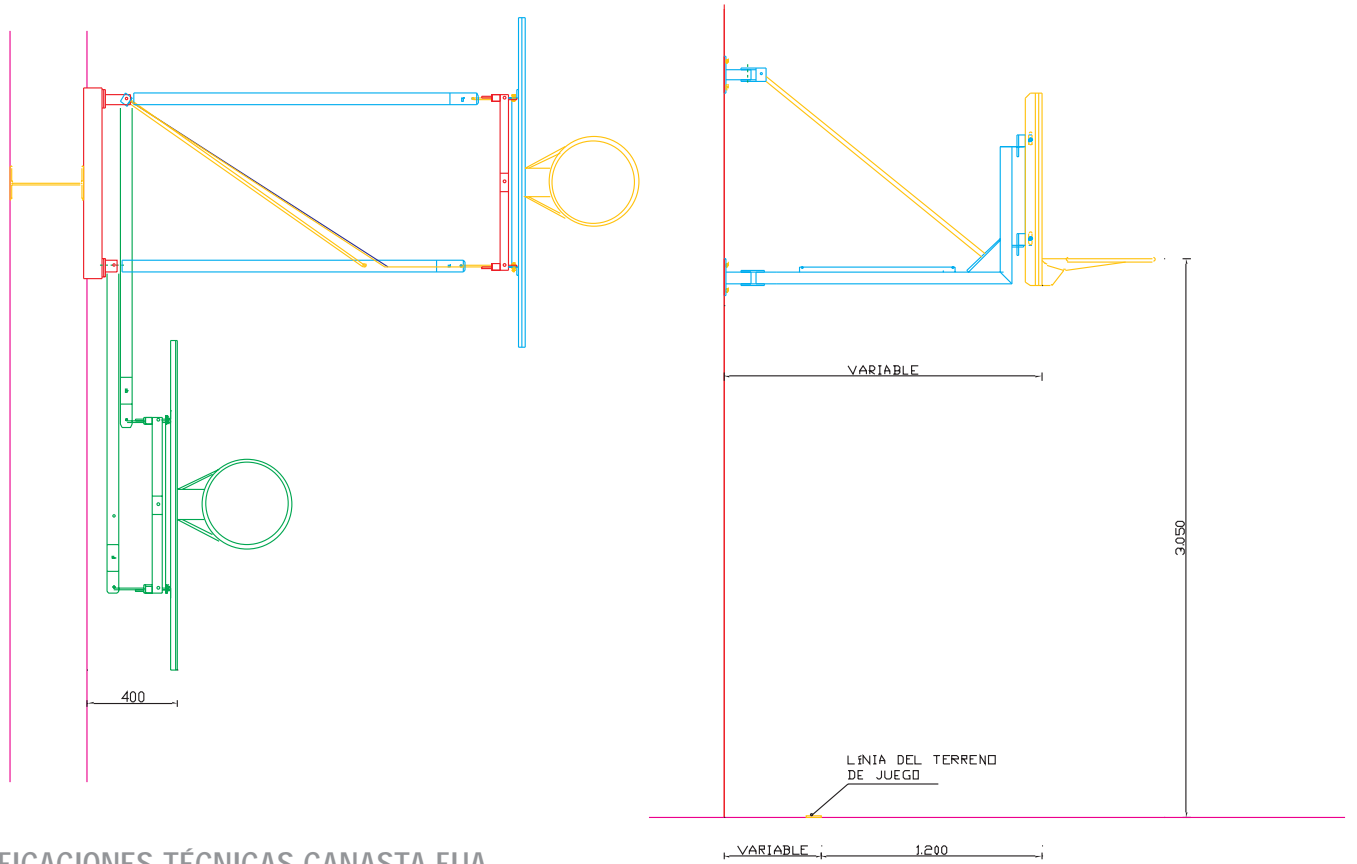 VARIABLE
3.050
400
LíNIA DEL TERRENO
DE JUEGO
VARIABLE 1.200